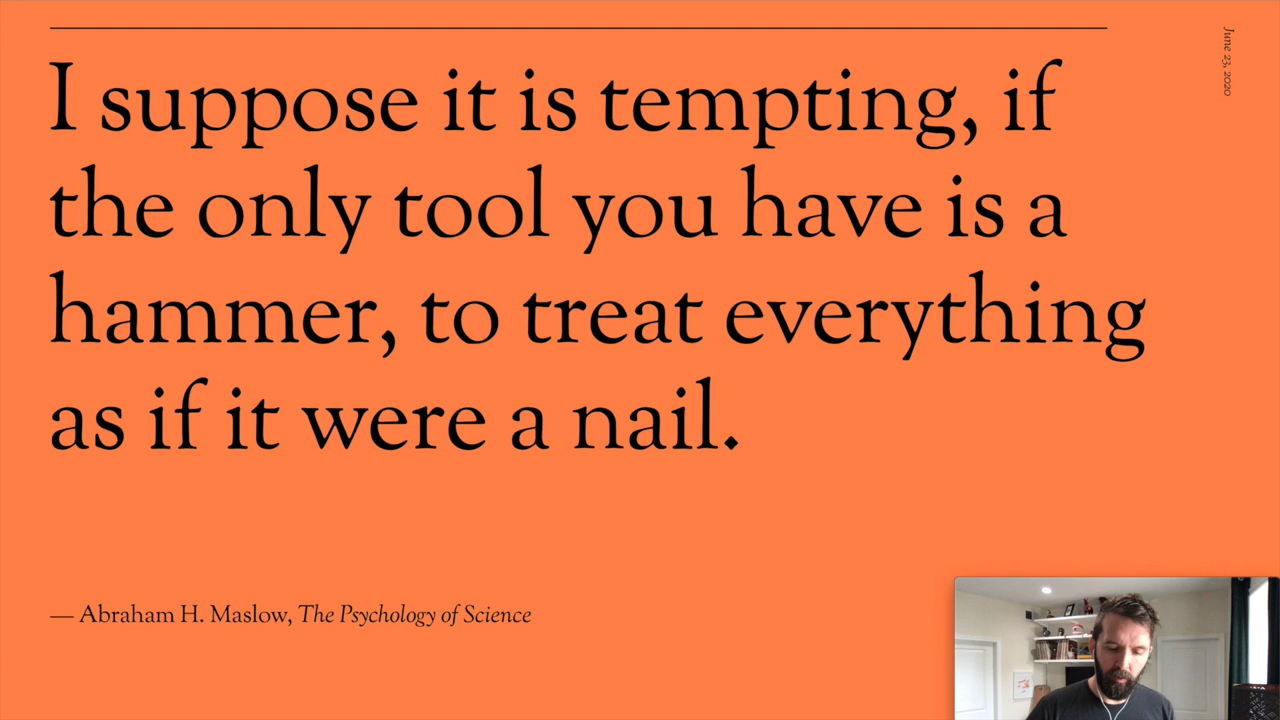 I suppose it is tempting, if
the only tool you have is a
hammer, to treat everything
as if it were a nail.
— Abraham H. Maslow, The Psychology of Science
June 23, 2020